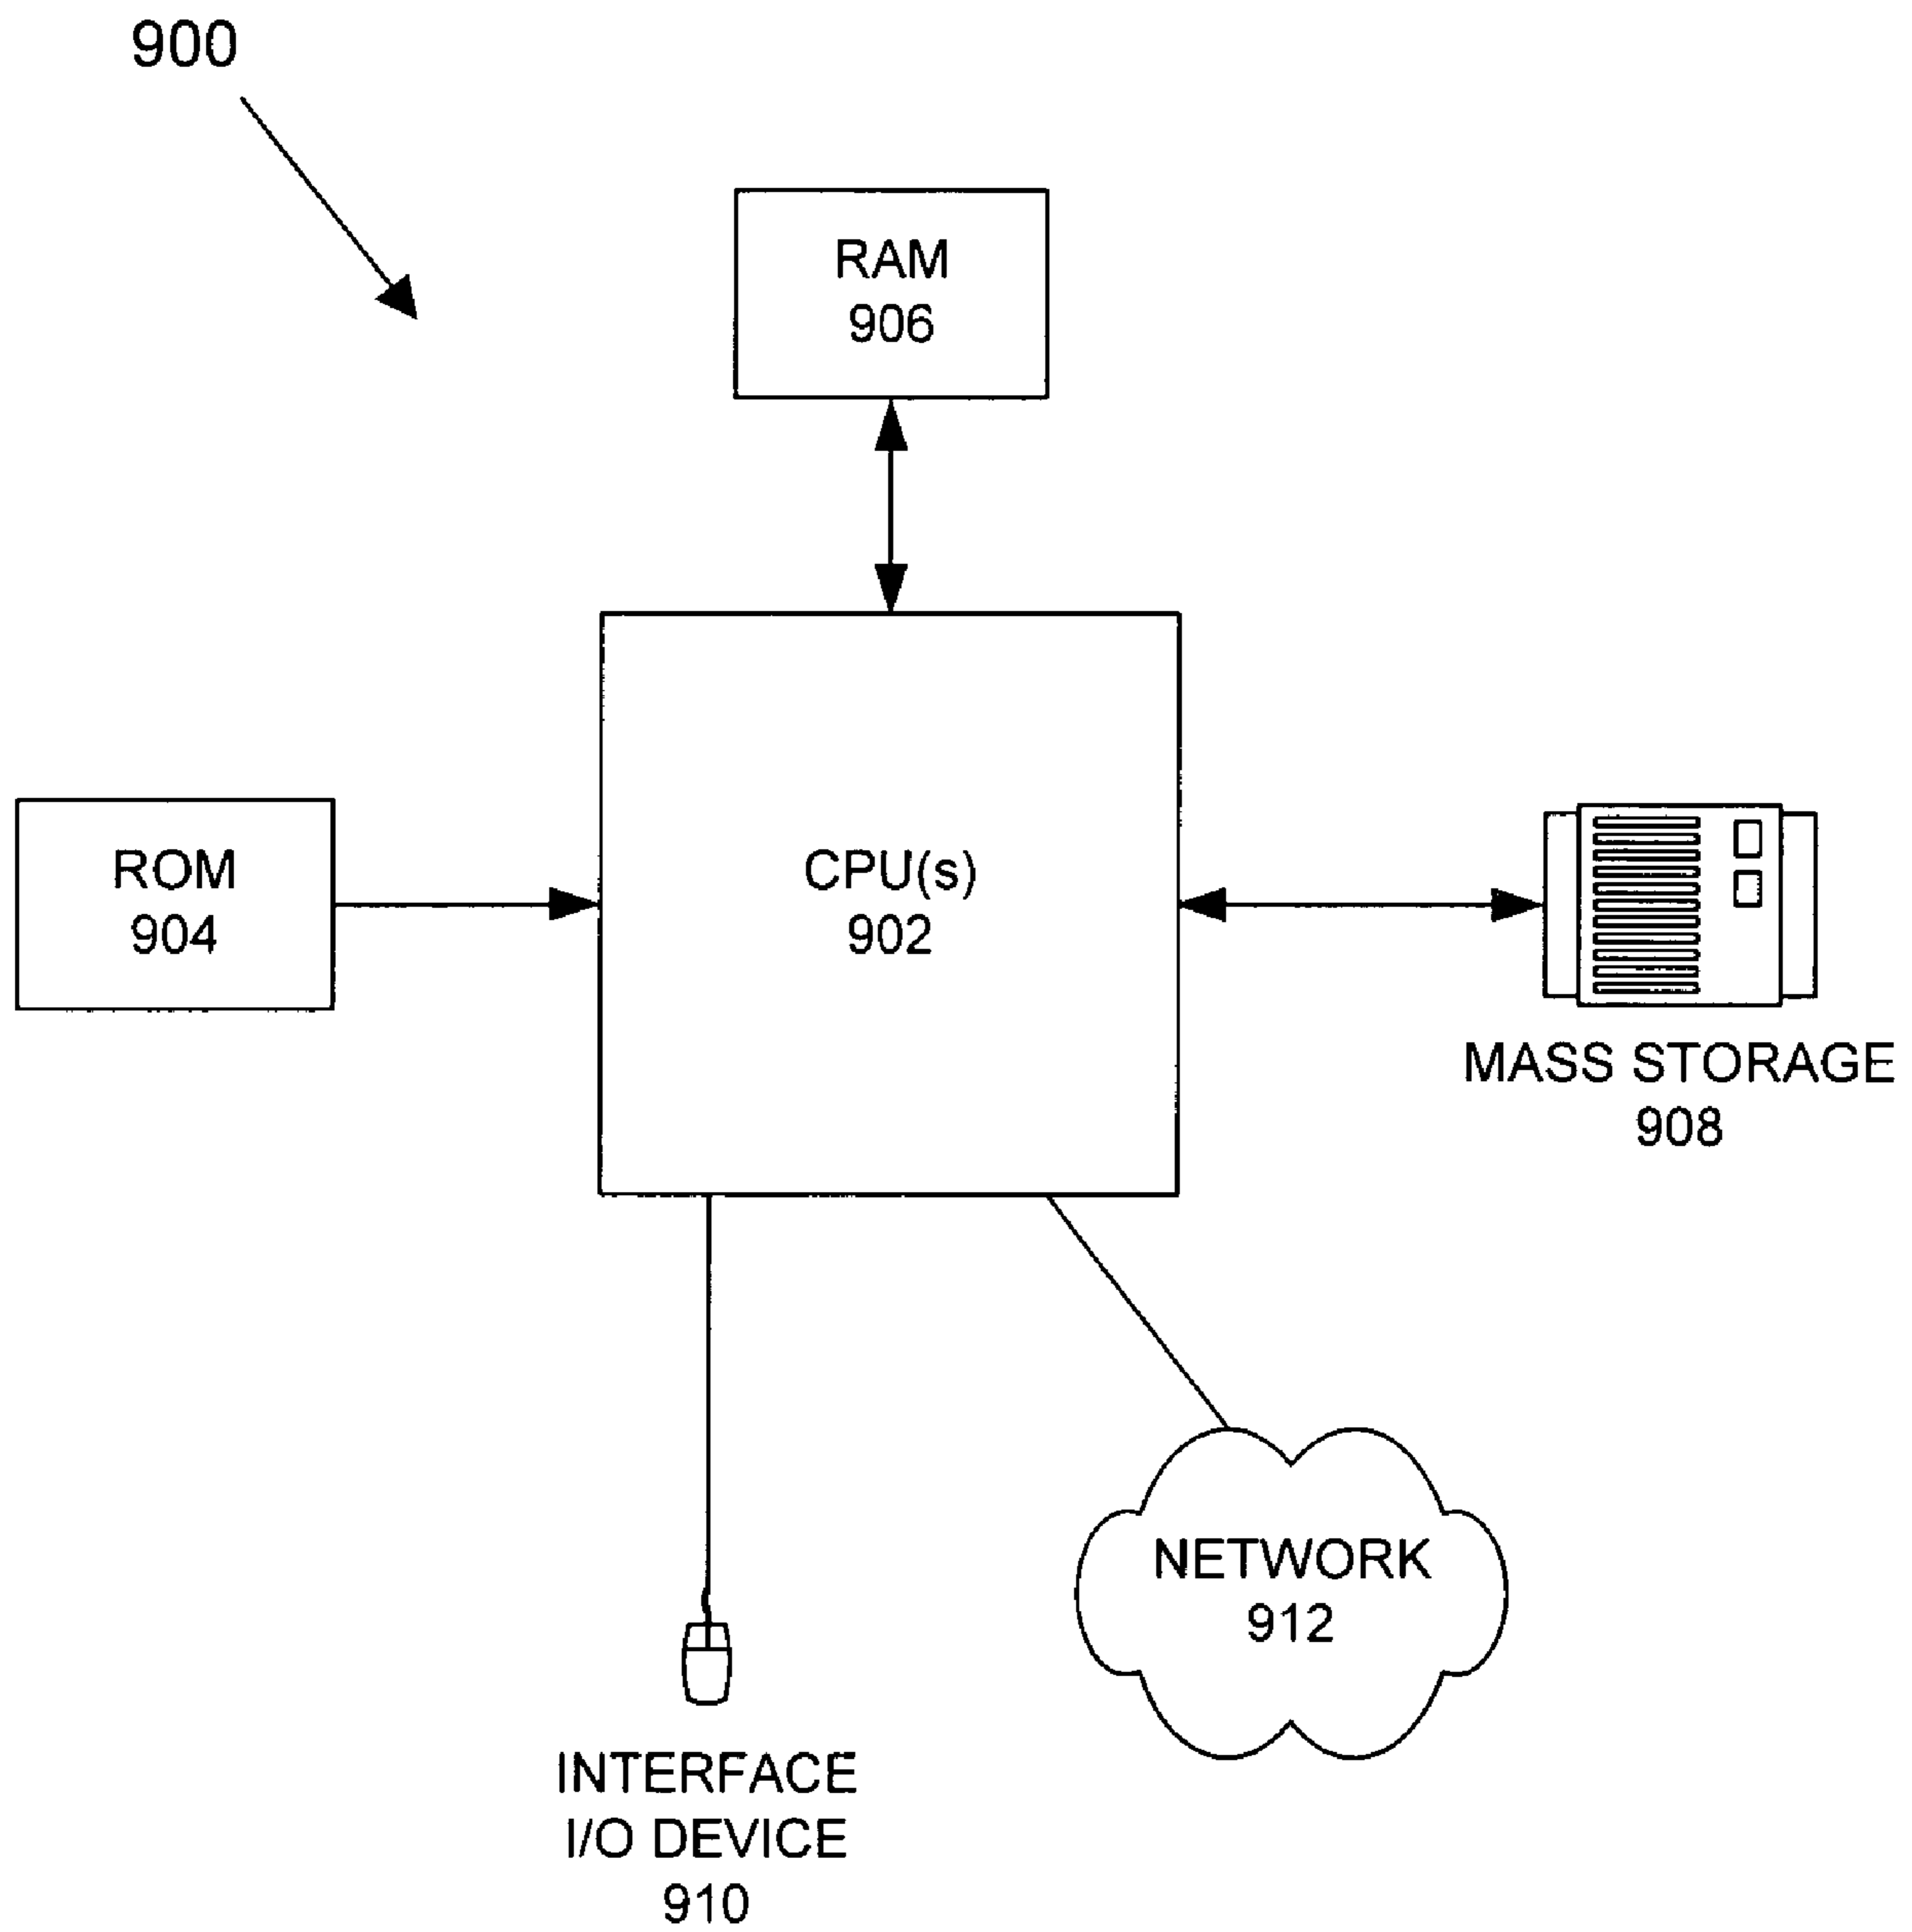 900
RAM
906
ROM
904
CPU(s)
902
MASS STORAGE
908
NETWORK
912
INTERFACE
I/O DEVICE
910